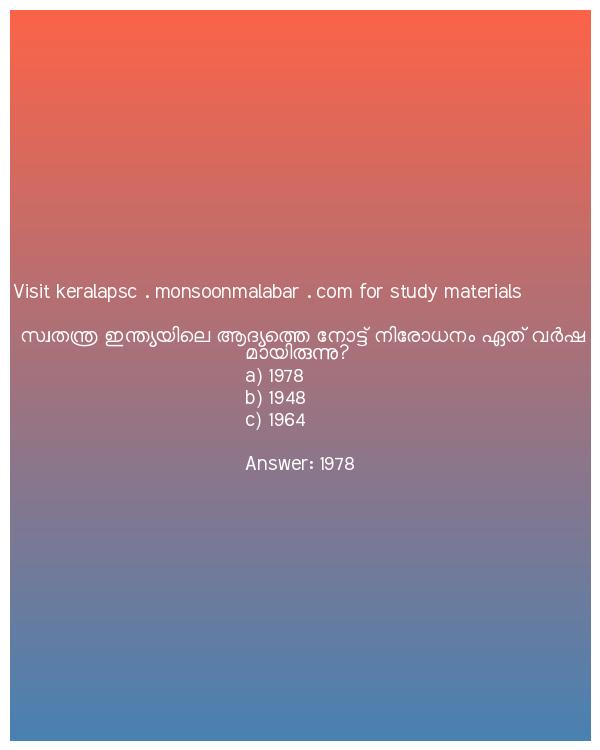 Visit keralapsc . monsoonmalabar . com for study materials
സ്വതന്ത്ര ഇന്ത്യയിലെ ആദ്യത്തെ നോട്ട് നിരോധനം ഏത് വർഷ
മായിരുന്നു?
a) 1978
b) 1948
c) 1964
Answer: 1978